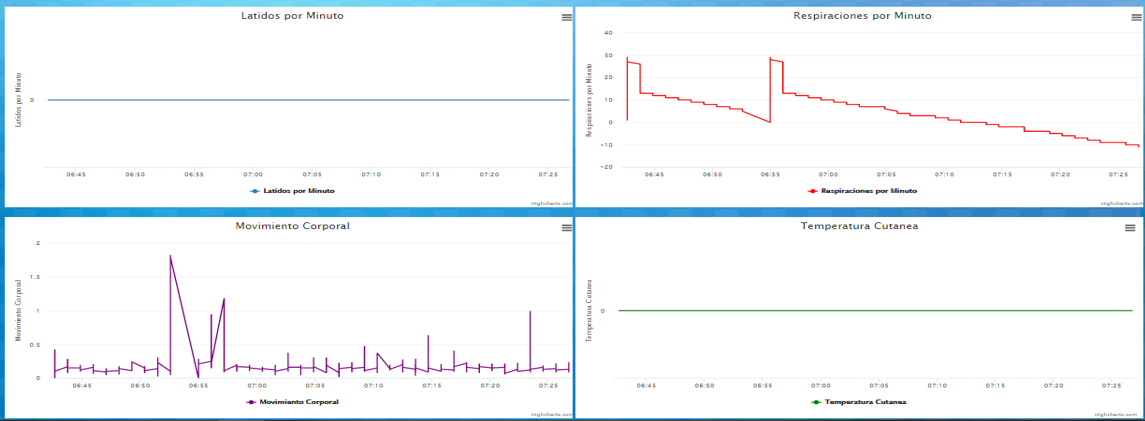 Latidos por Minuto
Latidos por Minuto
0
06:45 06:50 06:55 07:00 07:05 07:10 07:15 07:20 07:25
Latidos por Minuto
Highcharts.com
Respiraciones por Minuto
Respiraciones por Minuto
40
30
20
10
0
-10
-20
06:45 06:50 06:55 07:00 07:05 07:10 07:15 07:20 07:25
Respiraciones por Minuto
Highcharts.com
Movimiento Corporal
Movimiento Corporal
2
1.5
1
0.5
0
06:45 06:50 06:55 07:00 07:05 07:10 07:15 07:20 07:25
Movimiento Corporal
Highcharts.com
Temperatura Cutanea
Temperatura Cutanea
0
06:45 06:50 06:55 07:00 07:05 07:10 07:15 07:20 07:25
Temperatura Cutanea
Highcharts.com